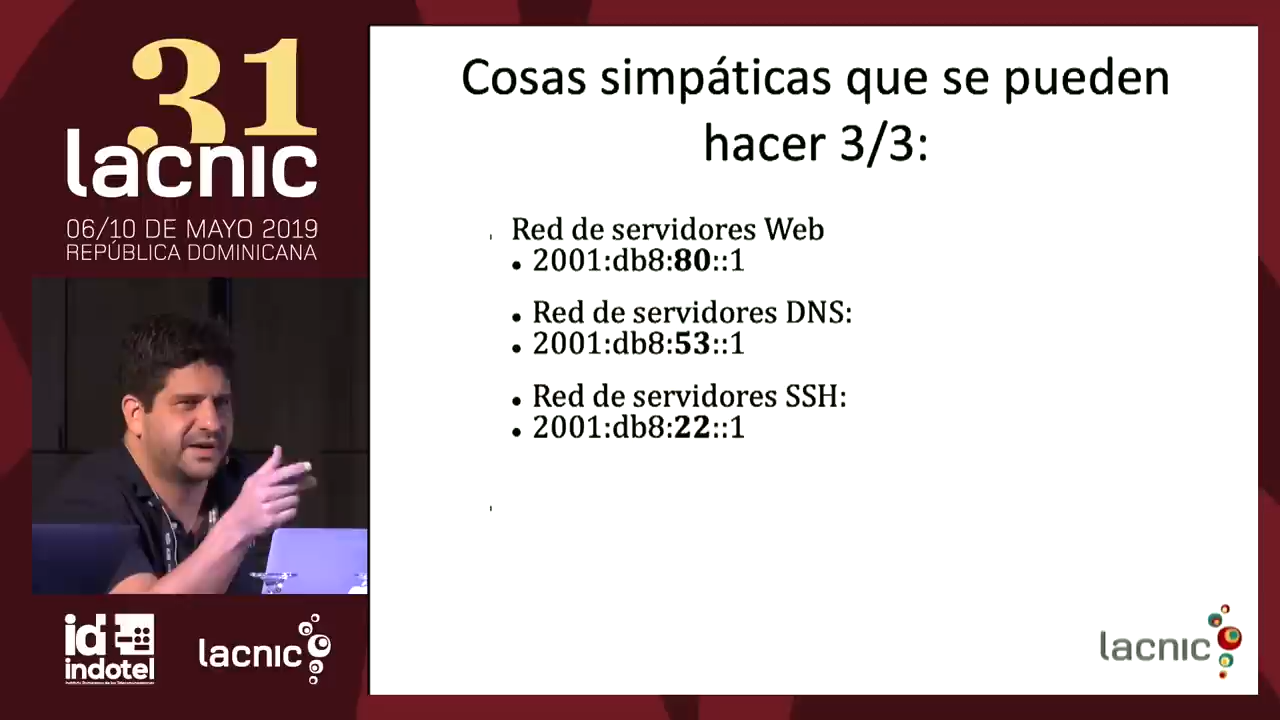 31
lacnic
06/10 DE MAYO 2019
REPÚBLICA DOMINICANA
Cosas simpáticas que se pueden
hacer 3/3:
Red de servidores Web
• 2001:db8:80::1
• Red de servidores DNS:
• 2001:db8:53::1
• Red de servidores SSH:
• 2001:db8:22::1
id
indotel
lacnic
lacnic